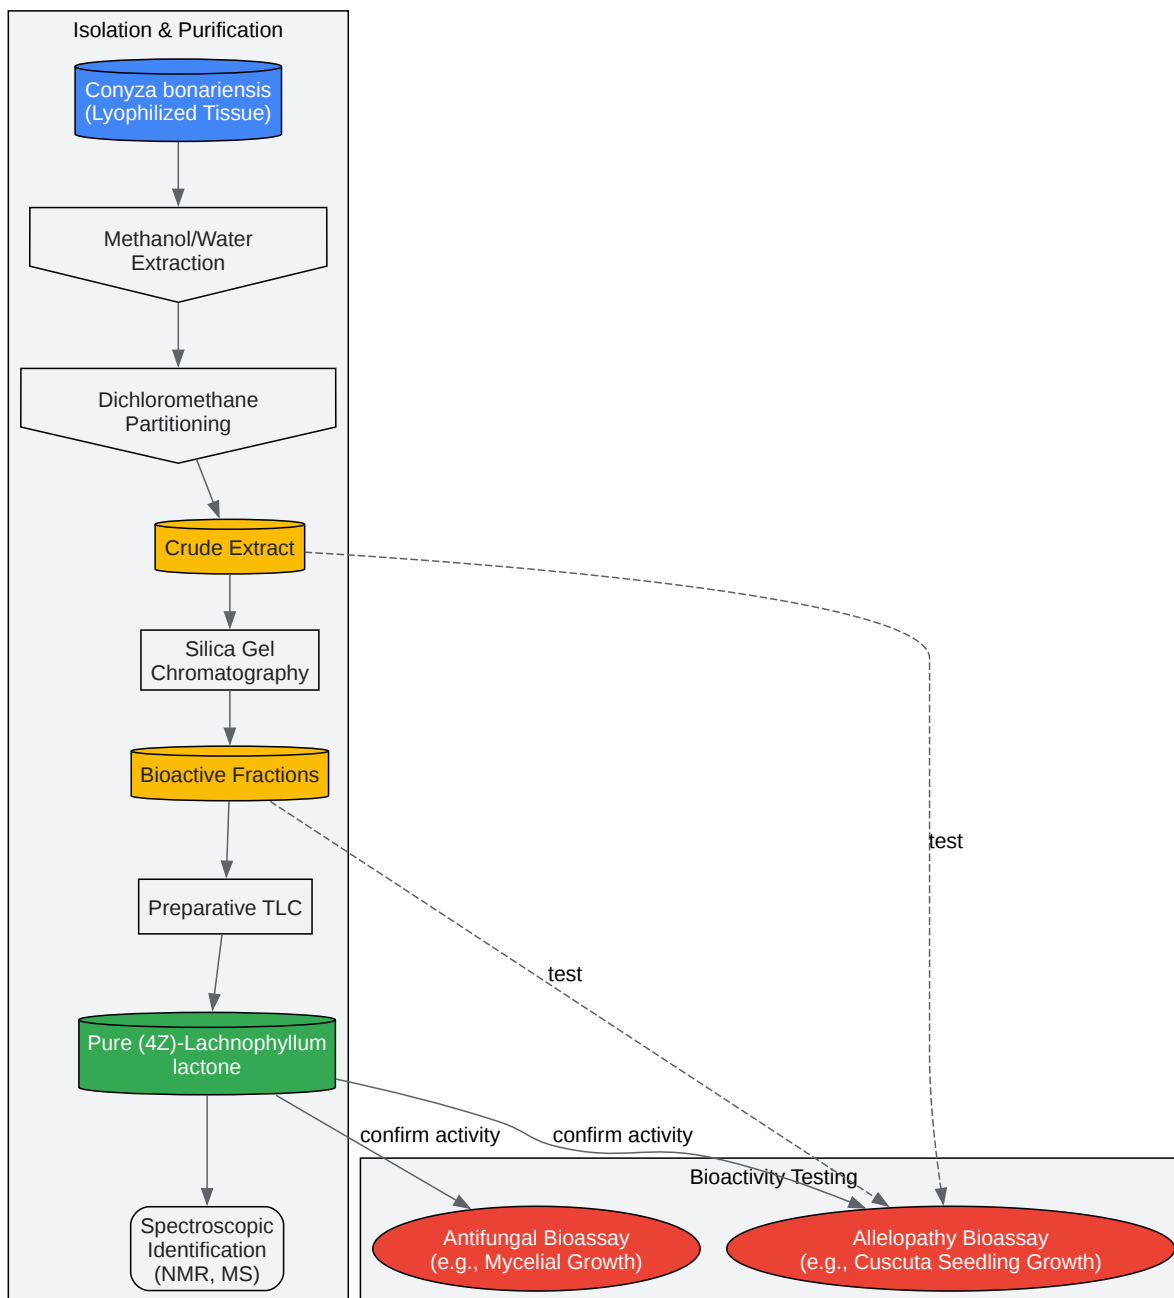 Isolation & Purification
Conyza bonariensis
(Lyophilized Tissue)
Methanol/Water
Extraction
Dichloromethane
Partitioning
Crude Extract
Silica Gel
Chromatography
Bioactive Fractions
test
Preparative TLC
test
Pure (4Z)-Lachnophyllum
lactone
confirm activity
confirm activity
Bioactivity Testing
Spectroscopic
Identification
(NMR, MS)
Antifungal Bioassay
(e.g., Mycelial Growth)
Allelopathy Bioassay
(e.g., Cuscuta Seedling Growth)